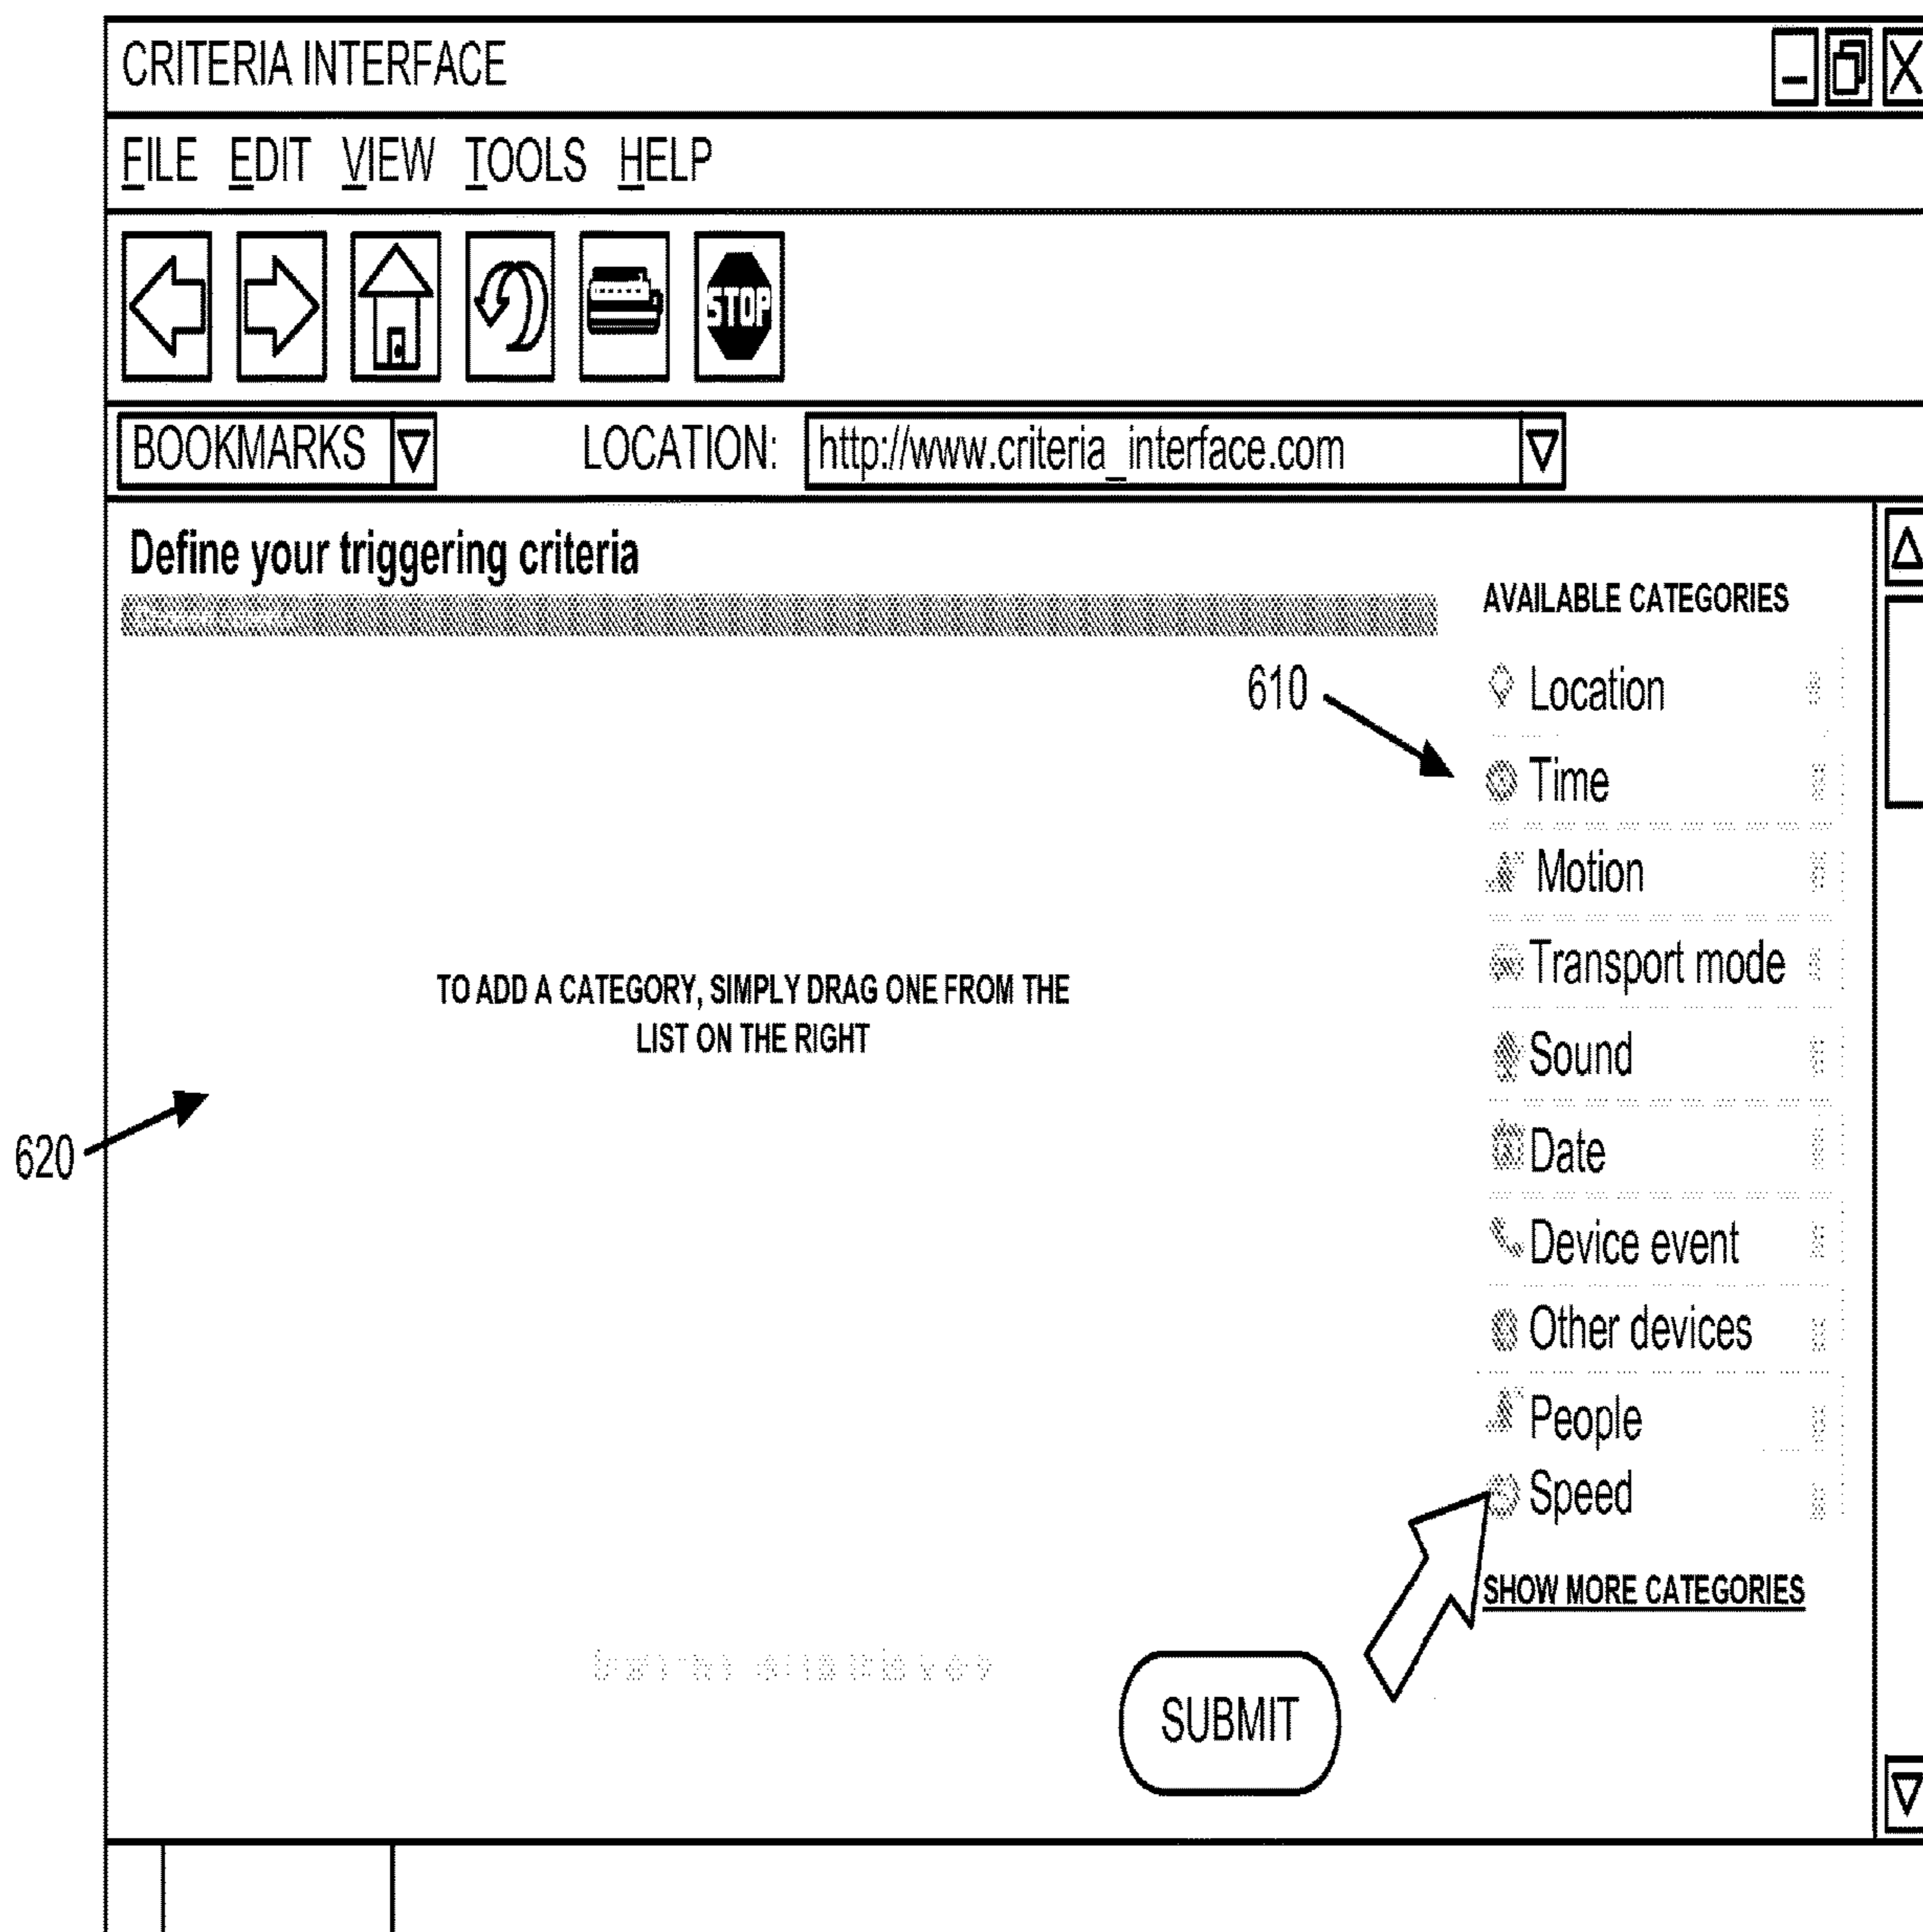 CRITERIA INTERFACE
FILE EDIT VIEW TOOLS HELP
STOP
BOOKMARKS LOCATION: http://www.criteria_interface.com
Define your triggering criteria
AVAILABLE CATEGORIES
610
Location
Time
Motion
Transport mode
TO ADD A CATEGORY, SIMPLY DRAG ONE FROM THE
LIST ON THE RIGHT
Sound
620
Date
Device event
Other devices
People
Speed
SHOW MORE CATEGORIES
SUBMIT